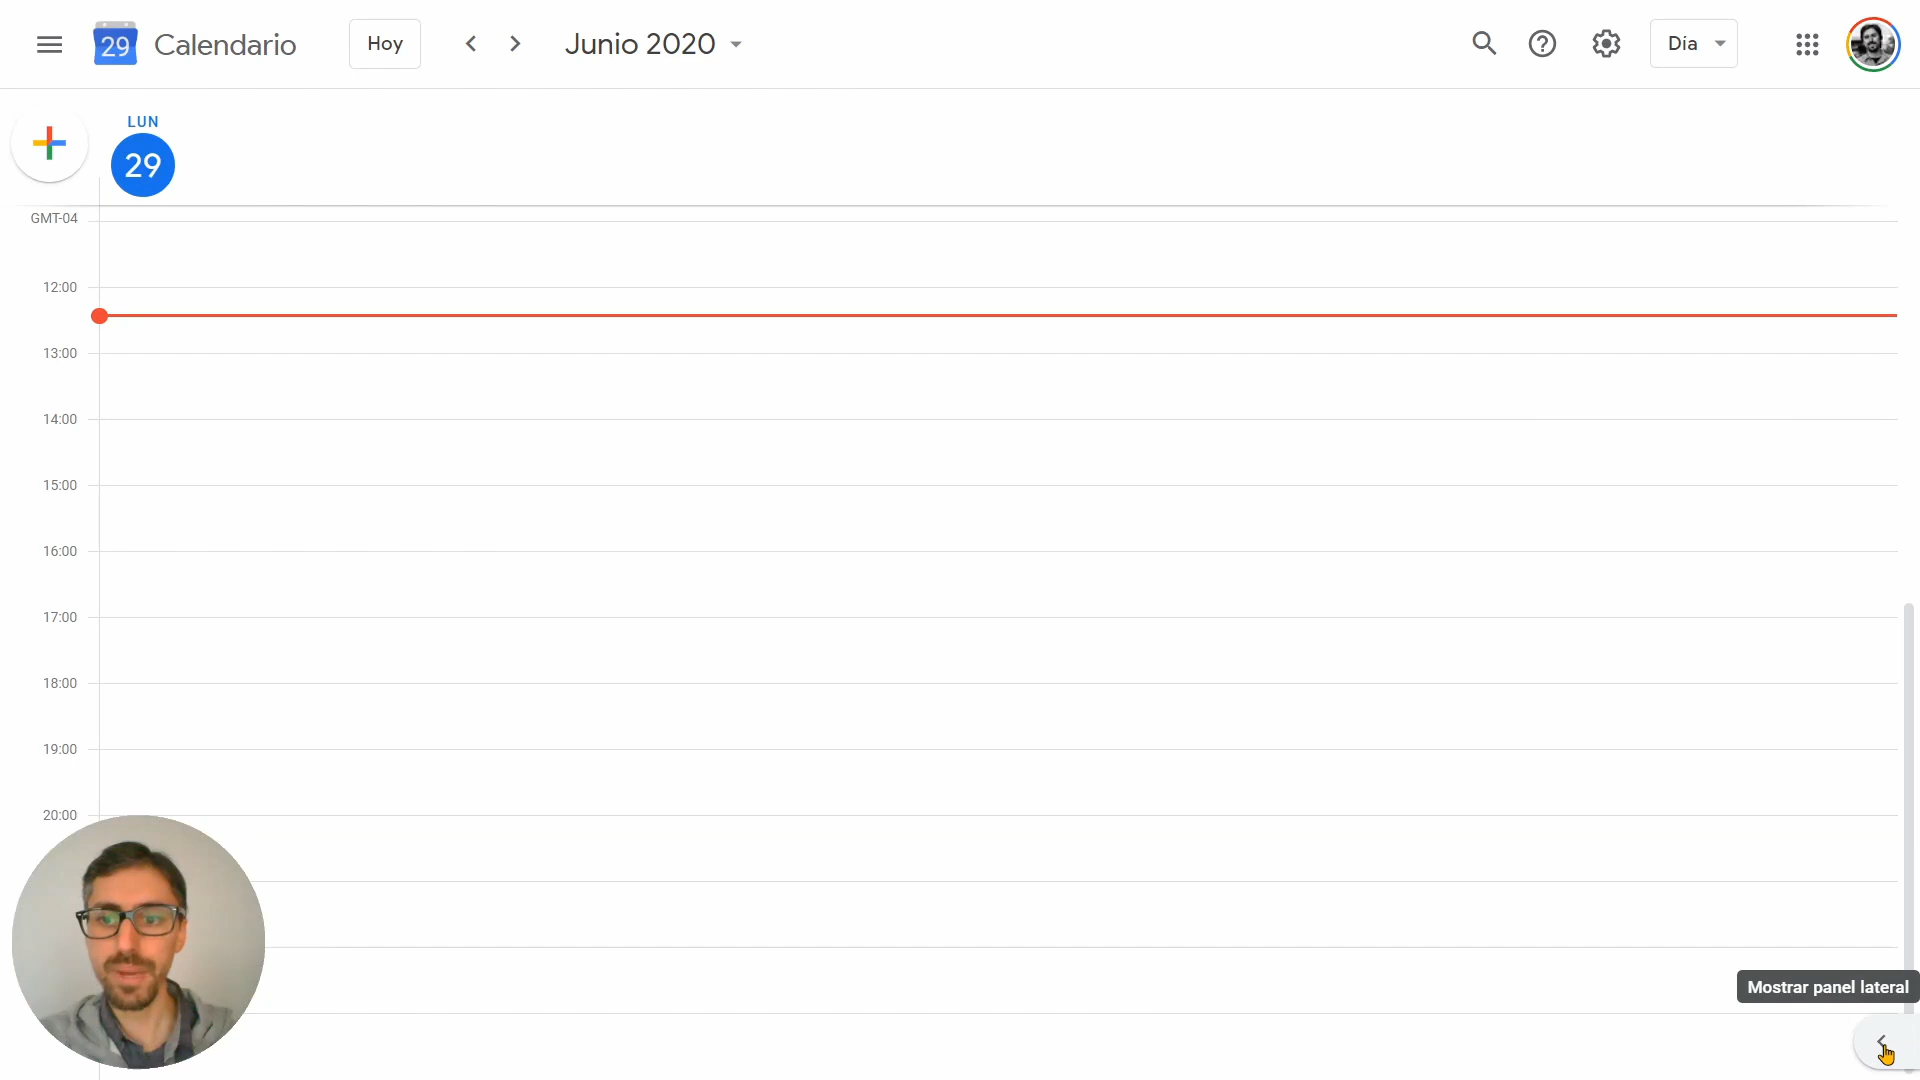 29 Calendario Hoy Junio 2020 Dia
LUN
29
GMT-04
12:00
13:00
14:00
15:00
16:00
17:00
18:00
19:00
20:00
Mostrar panel lateral